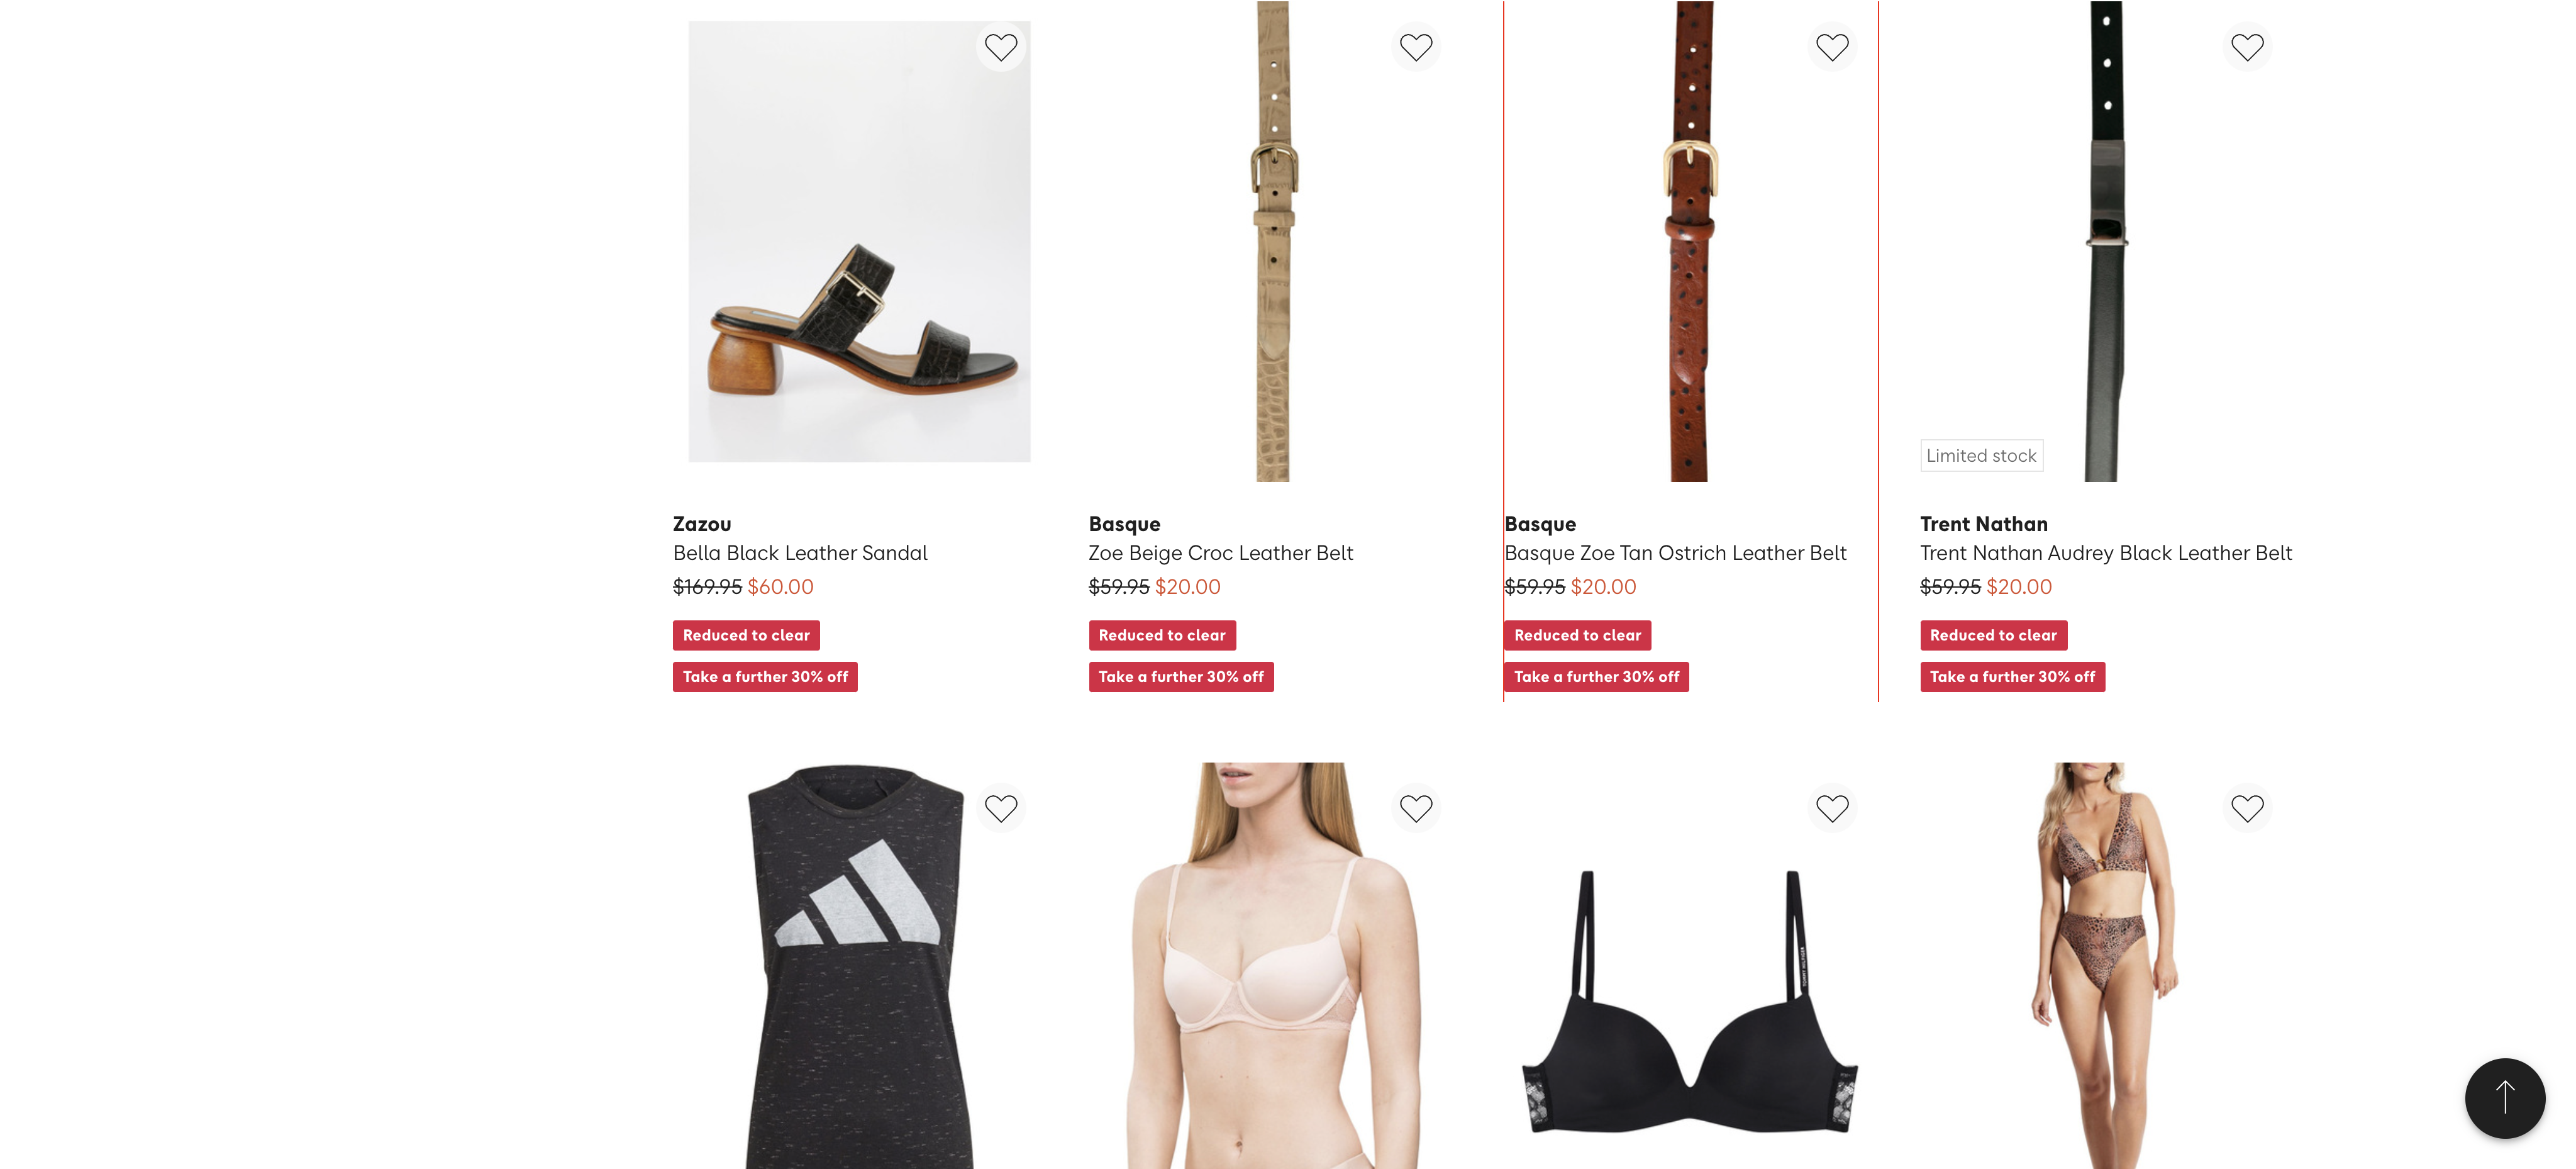 Limited stock
Zazou
Bella Black Leather Sandal
$169.95 $60.00
Reduced to clear
Take a further 30% off
Basque
Zoe Beige Croc Leather Belt
$59.95 $20.00
Reduced to clear
Take a further 30% off
Basque
Basque Zoe Tan Ostrich Leather Belt
$59.95 $20.00
Reduced to clear
Take a further 30% off
Trent Nathan
Trent Nathan Audrey Black Leather Belt
$59.95 $20.00
Reduced to clear
Take a further 30% off
TOMMY HILFIGER